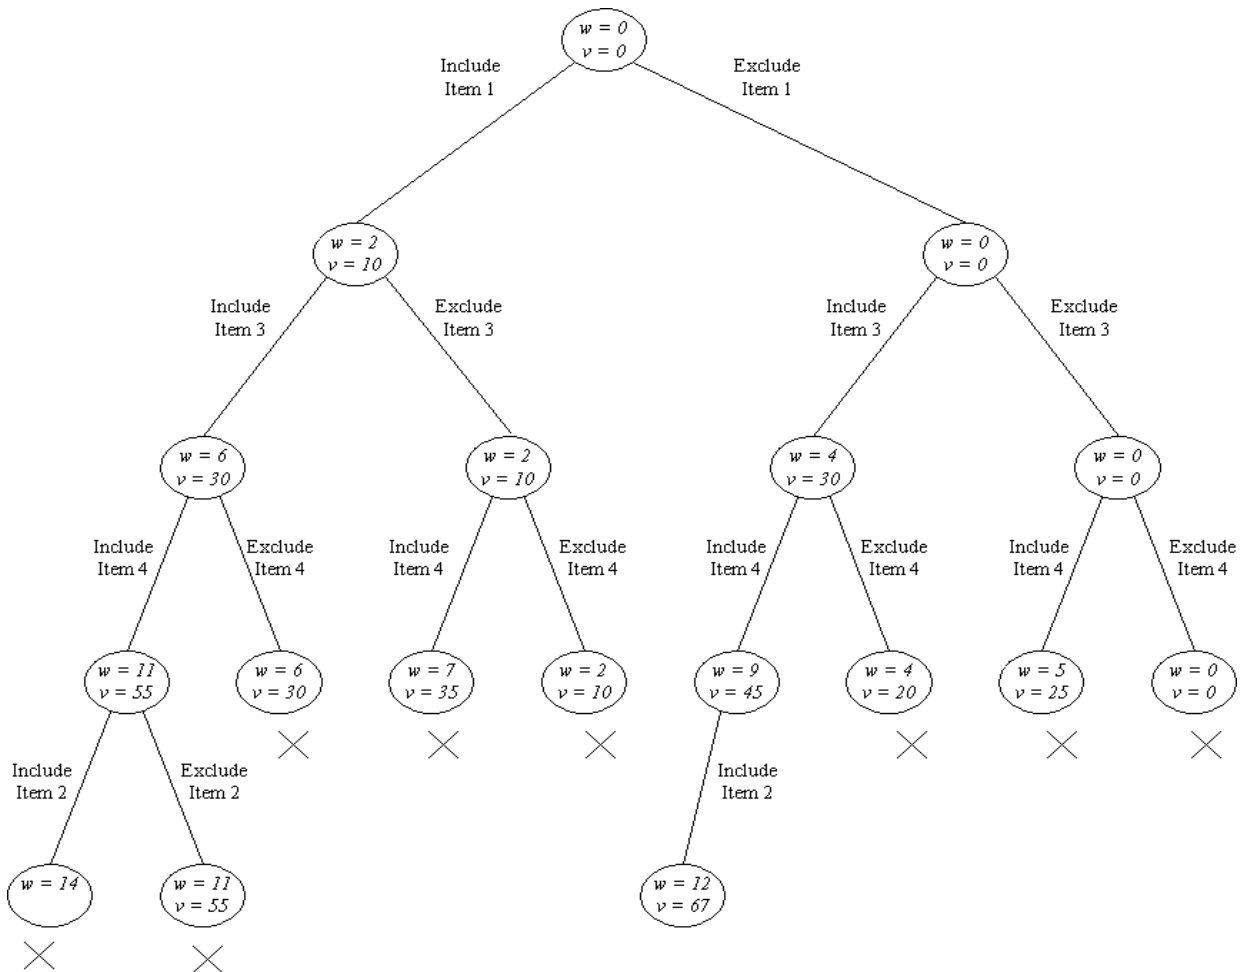 w = 0
v = 0
Include
Item 1
Exclude
Item 1
w = 2
v = 10
w = 0
v = 0
Include
Item 3
Exclude
Item 3
Include
Item 3
Exclude
Item 3
w = 6
v = 30
w = 2
v = 10
w = 4
v = 30
w = 0
v = 0
Include
Item 4
Exclude
Item 4
Include
Item 4
Exclude
Item 4
Include
Item 4
Exclude
Item 4
Include
Item 4
Exclude
Item 4
w = 11
v = 55
w = 6
v = 30
w = 7
v = 35
w = 2
v = 10
w = 9
v = 45
w = 4
v = 20
w = 5
v = 25
w = 0
v = 0
Include
Item 2
Exclude
Item 2
Include
Item 2
w = 14
w = 11
v = 55
w = 12
v = 67